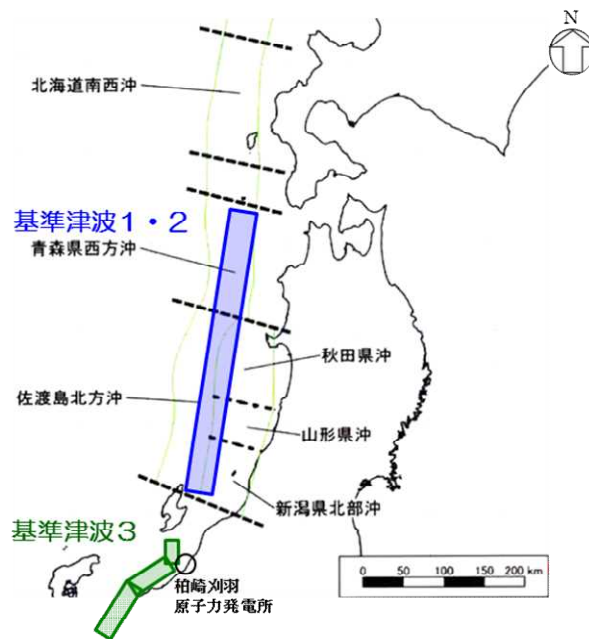 N
北海道南西沖
基準津波1・2
青森県西方沖
秋田県沖
佐渡島北方沖
山形県沖
新潟県北部沖
基準津波3
柏崎刈羽
原子力発電所
0 50 100 150 200 km